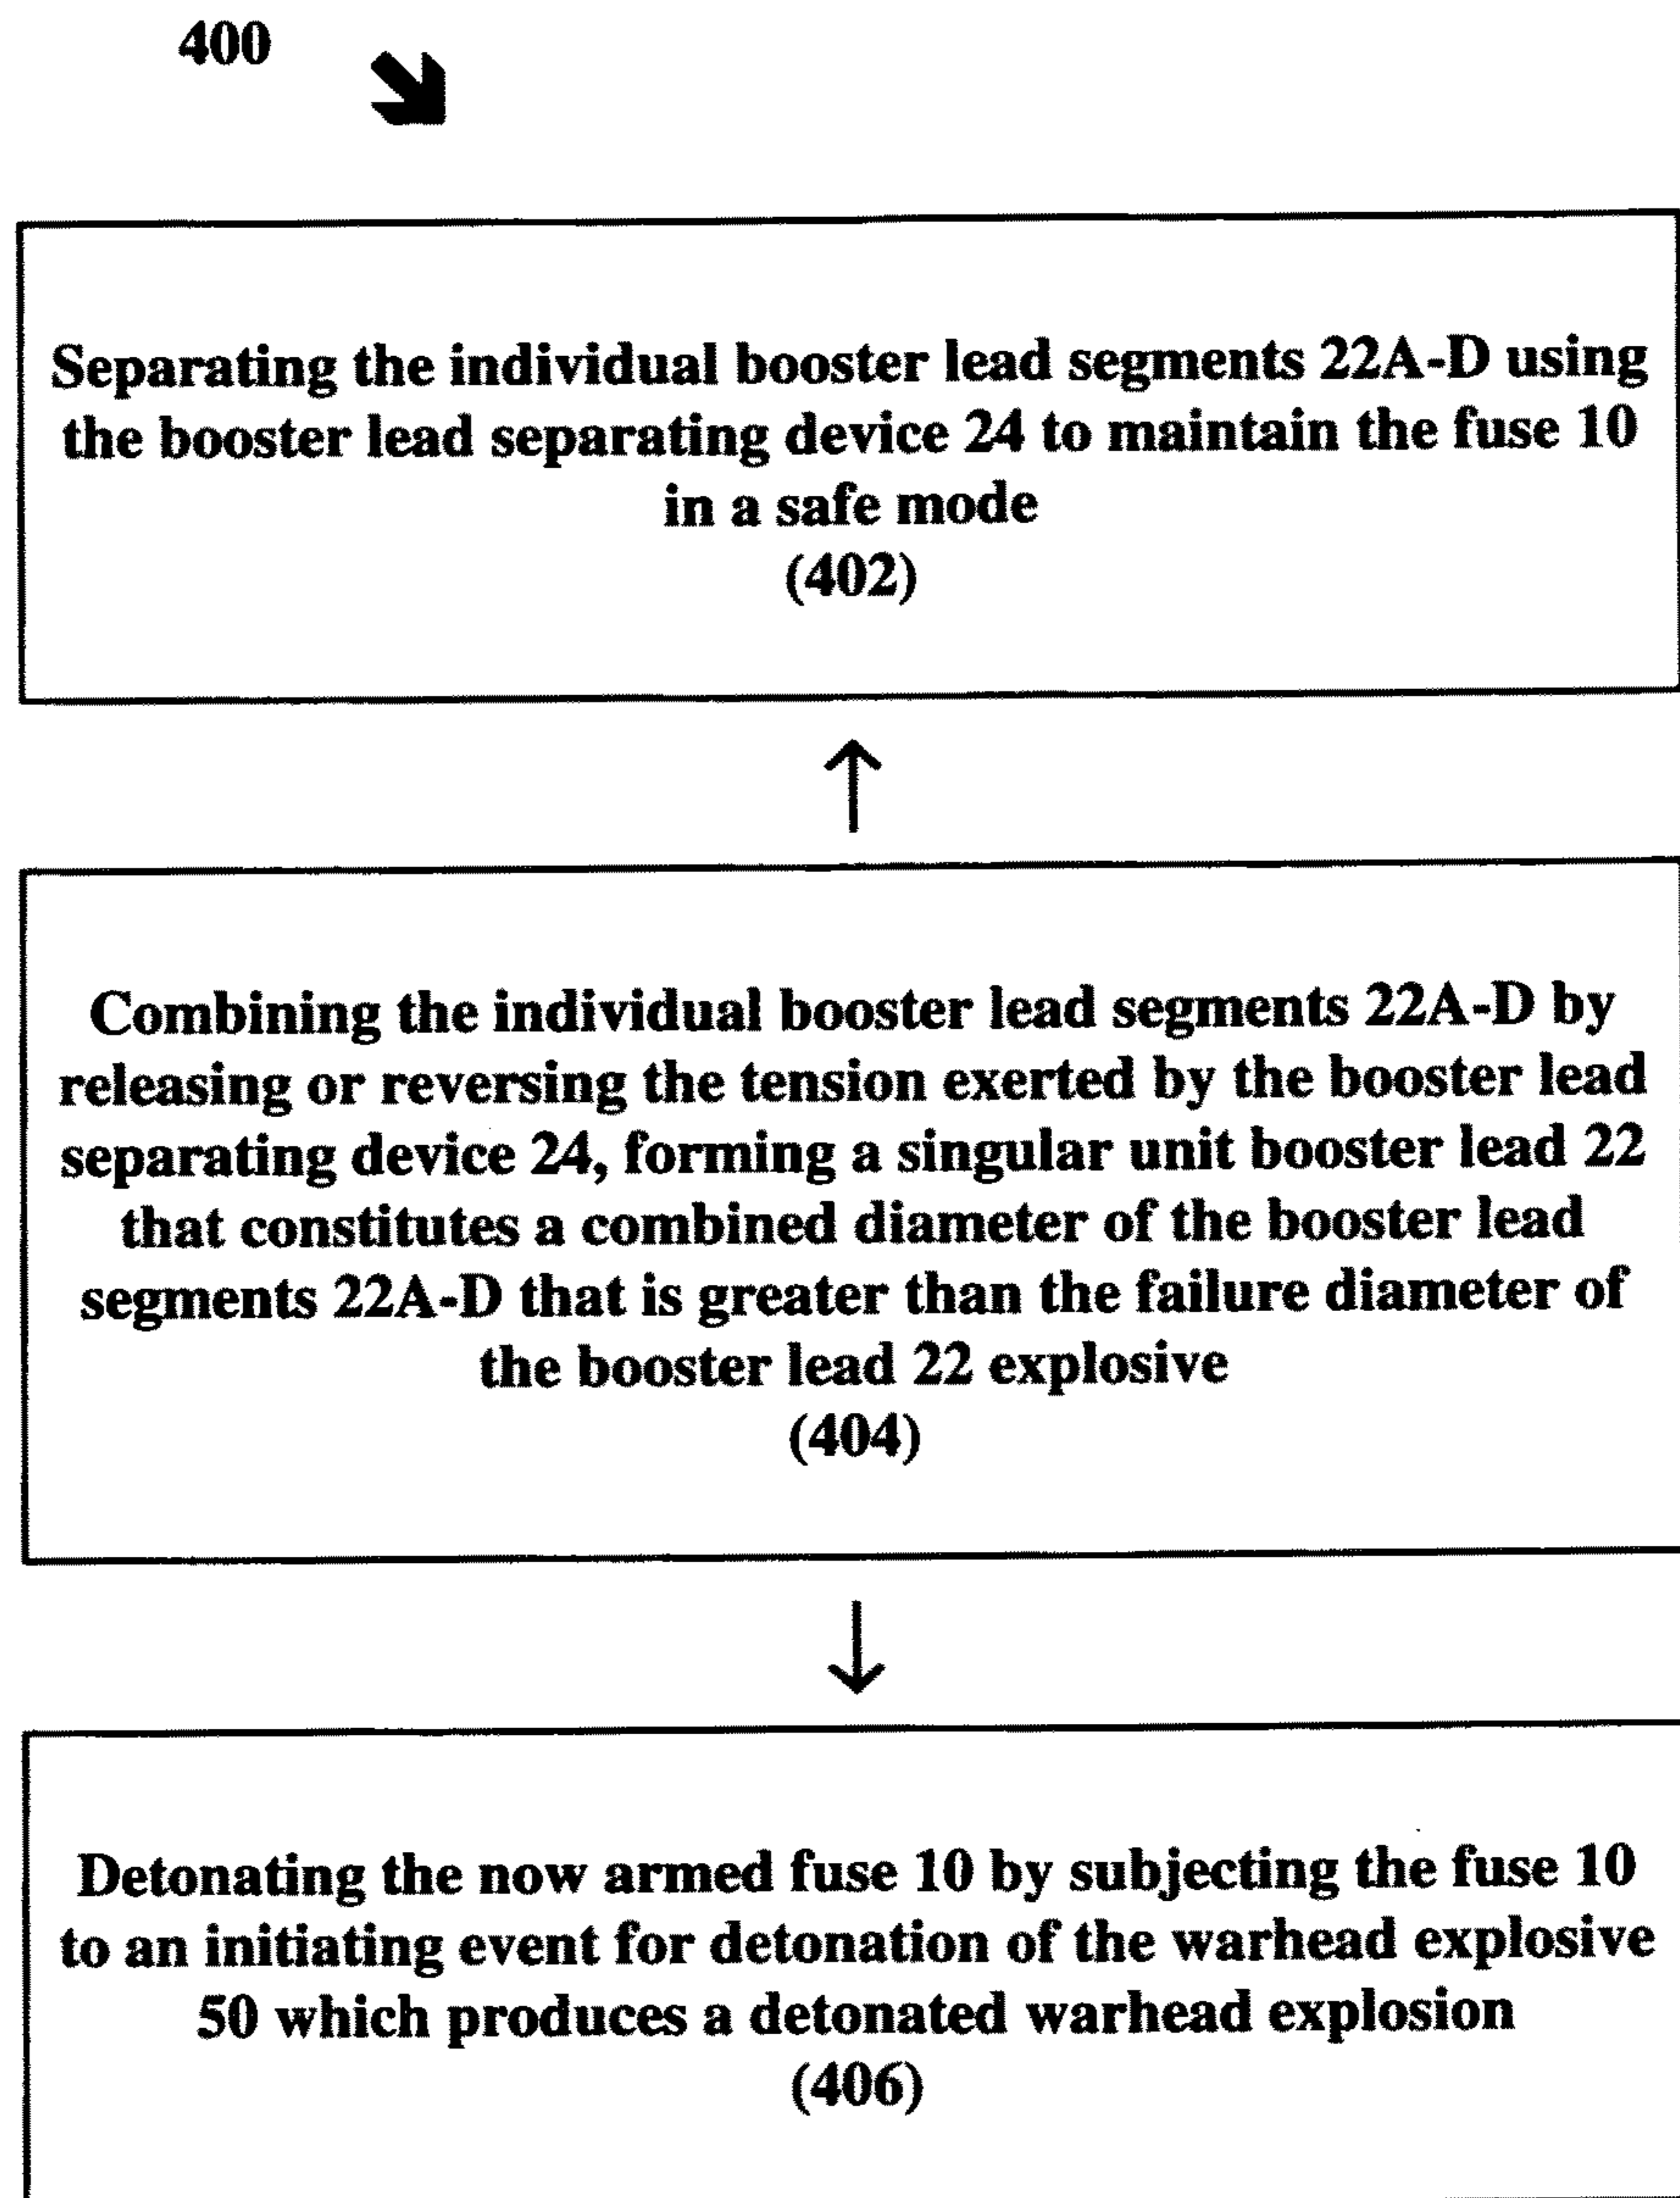 400
Separating the individual booster lead segments 22A-D using
the booster lead separating device 24 to maintain the fuse 10
in a safe mode
(402)
Combining the individual booster lead segments 22A-D by
releasing or reversing the tension exerted by the booster lead
separating device 24, forming a singular unit booster lead 22
that constitutes a combined diameter of the booster lead
segments 22A-D that is greater than the failure diameter of
the booster lead 22 explosive
(404)
Detonating the now armed fuse 10 by subjecting the fuse 10
to an initiating event for detonation of the warhead explosive
50 which produces a detonated warhead explosion
(406)